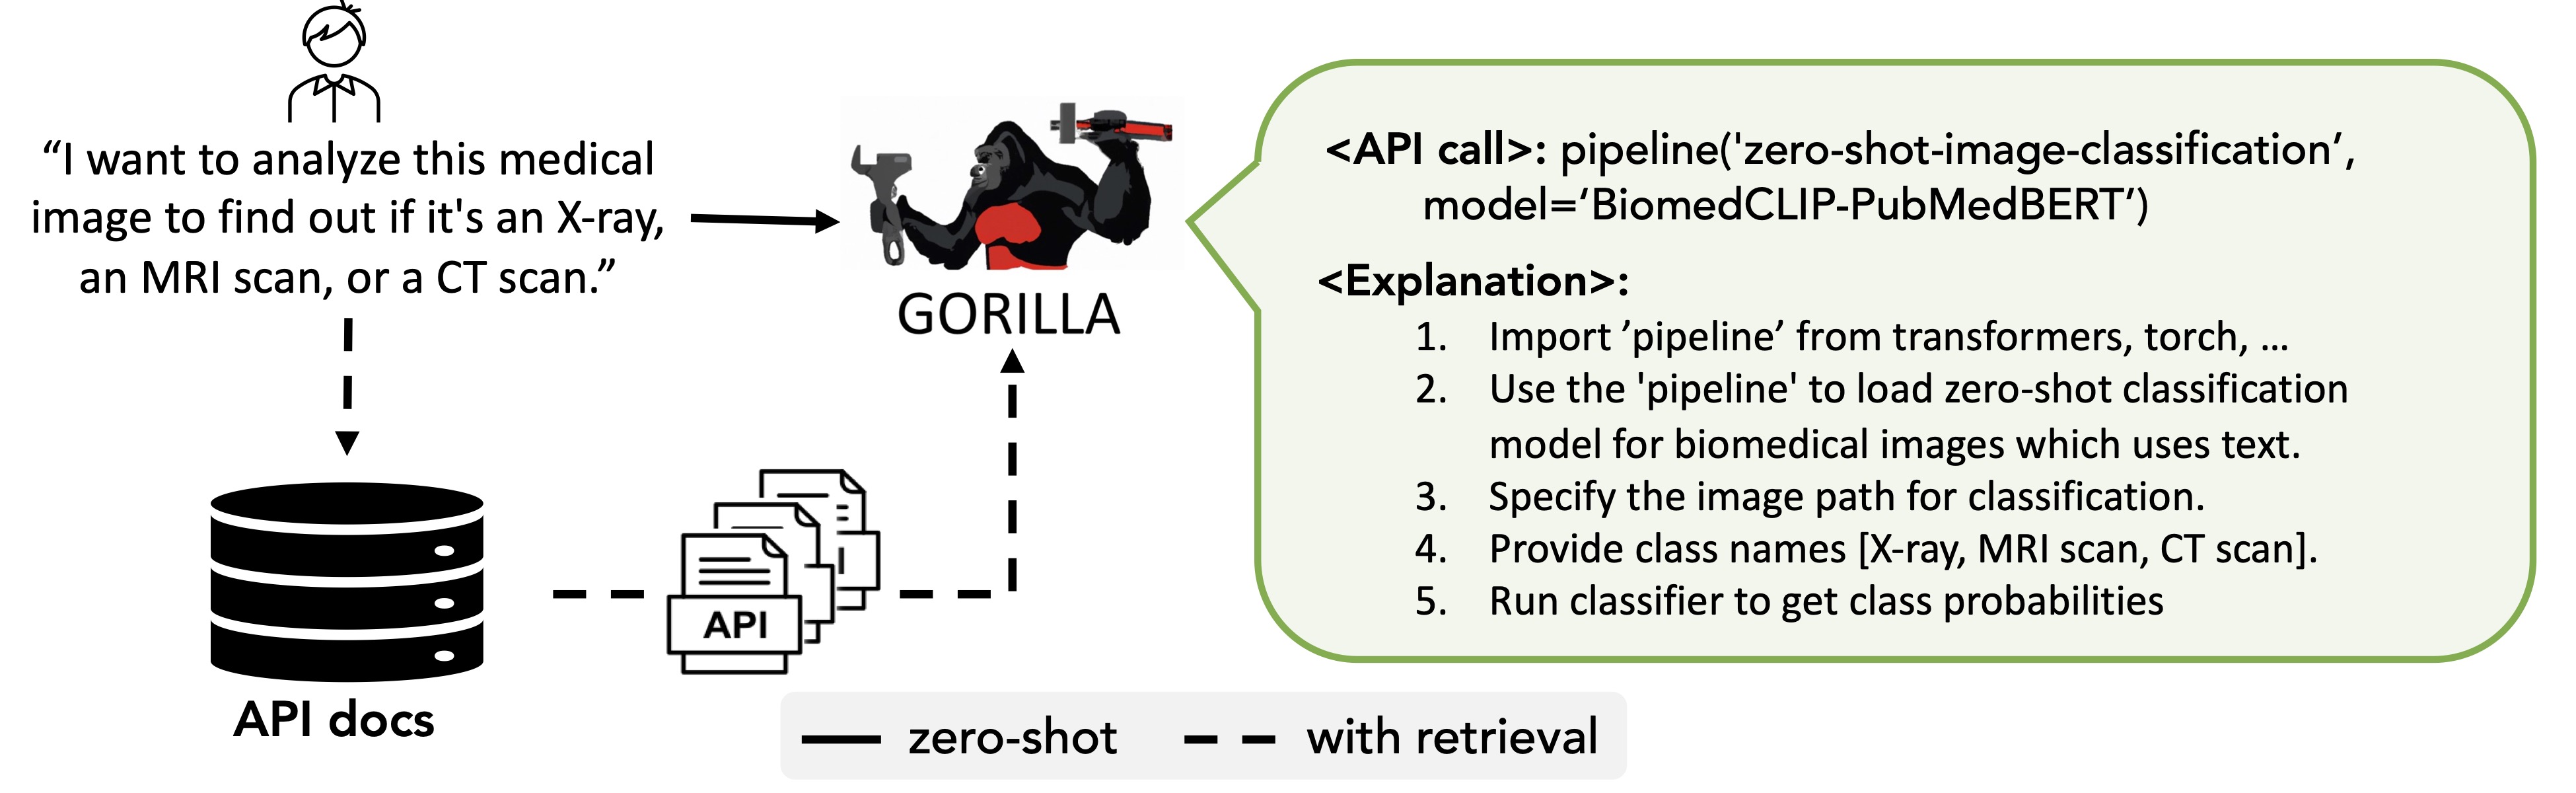 “I want to analyze this medical
image to find out if it's an X-ray,
an MRI scan, or a CT scan.”
GORILLA
<API call>: pipeline('zero-shot-image-classification’,
model=‘BiomedCLIP-PubMedBERT’)
<Explanation>:
1. Import ’pipeline’ from transformers, torch, …
2. Use the 'pipeline' to load zero-shot classification
model for biomedical images which uses text.
3. Specify the image path for classification.
4. Provide class names [X-ray, MRI scan, CT scan].
5. Run classifier to get class probabilities
API
API docs
zero-shot
with retrieval